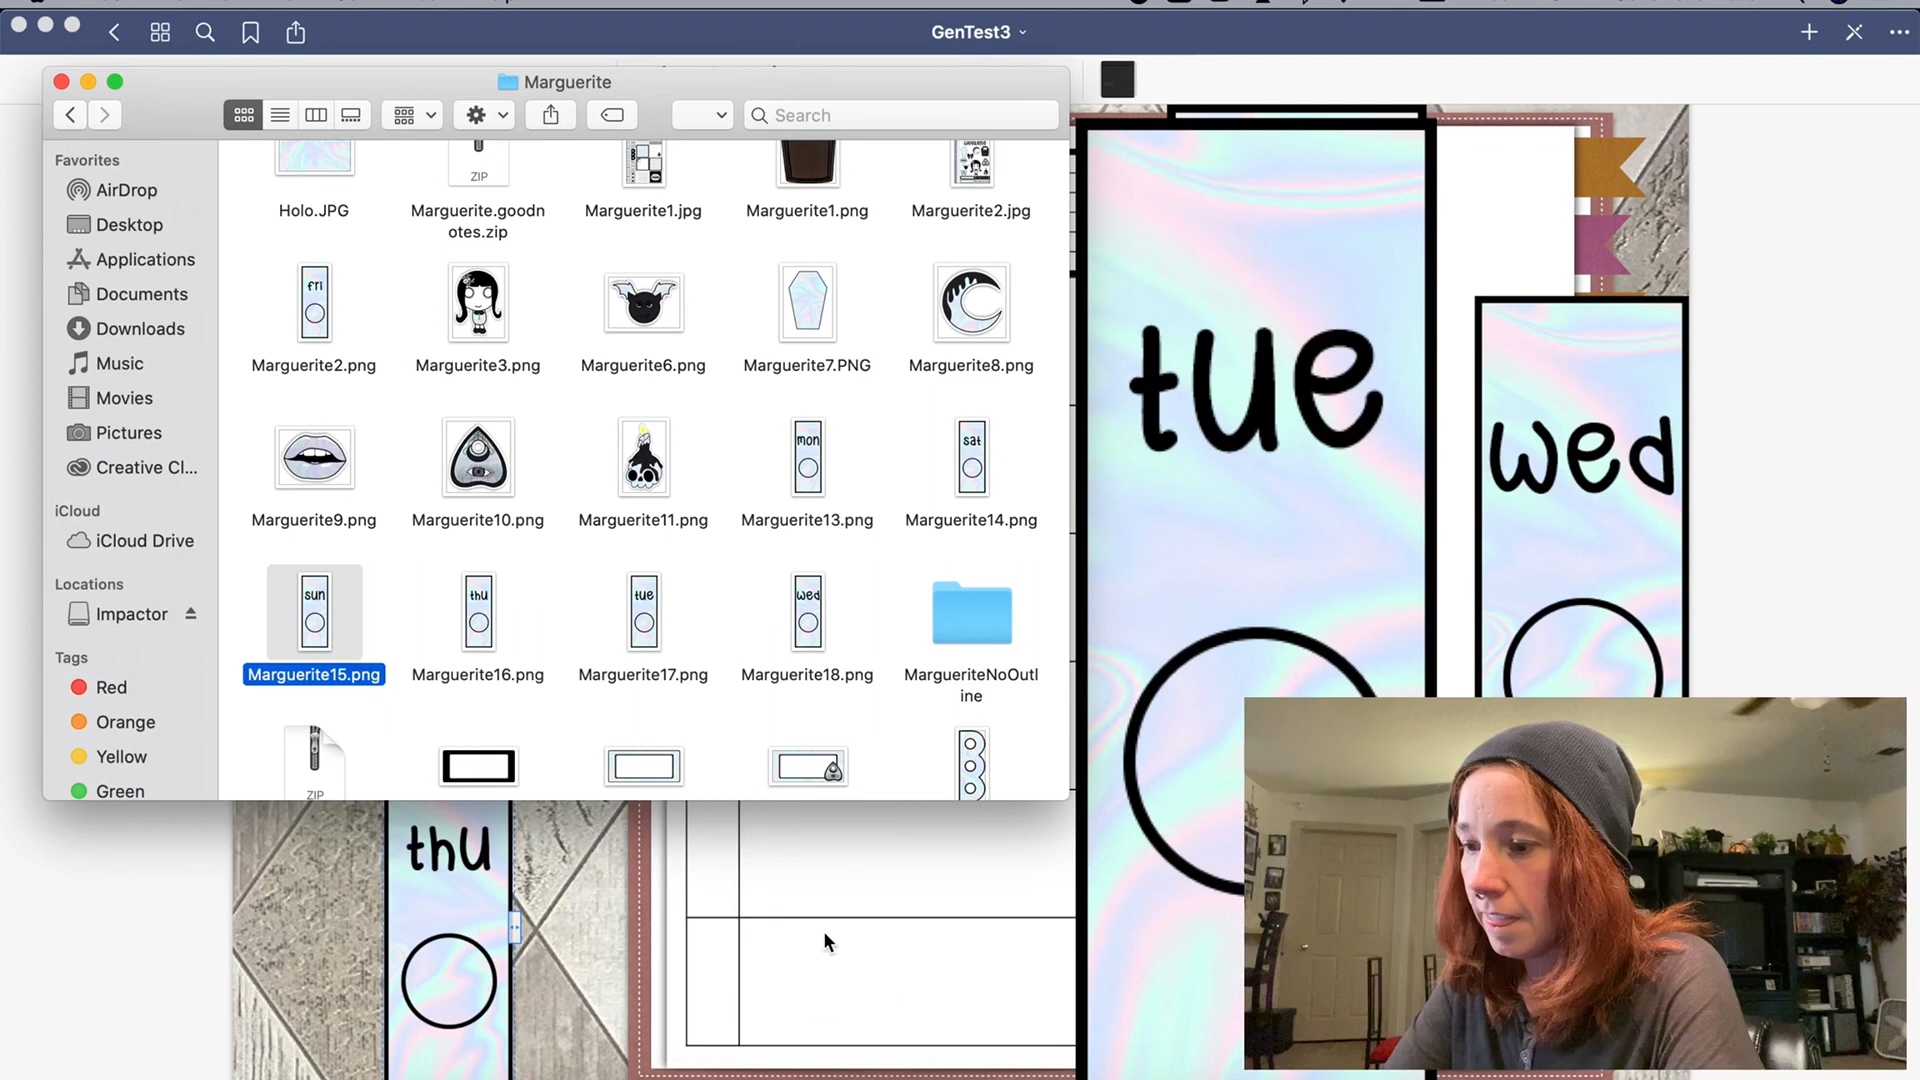 GenTest3
Marguerite
Search
Favorites
AirDrop
Desktop
Applications
Documents
Downloads
Music
Movies
Pictures
Creative Cl...
iCloud
iCloud Drive
Locations
Impactor
Tags
Red
Orange
Yellow
Green
ZIP
Holo.JPG
Marguerite.goodn
otes.zip
Marguerite1.jpg
Marguerite1.png
Marguerite2.jpg
fri
Marguerite2.png
Marguerite3.png
Marguerite6.png
Marguerite7.PNG
Marguerite8.png
mon
sat
Marguerite9.png
Marguerite10.png
Marguerite11.png
Marguerite13.png
Marguerite14.png
sun
thu
tue
wed
Marguerite15.png
Marguerite16.png
Marguerite17.png
Marguerite18.png
MargueriteNoOutl
ine
ZIP
tue
wed
thu